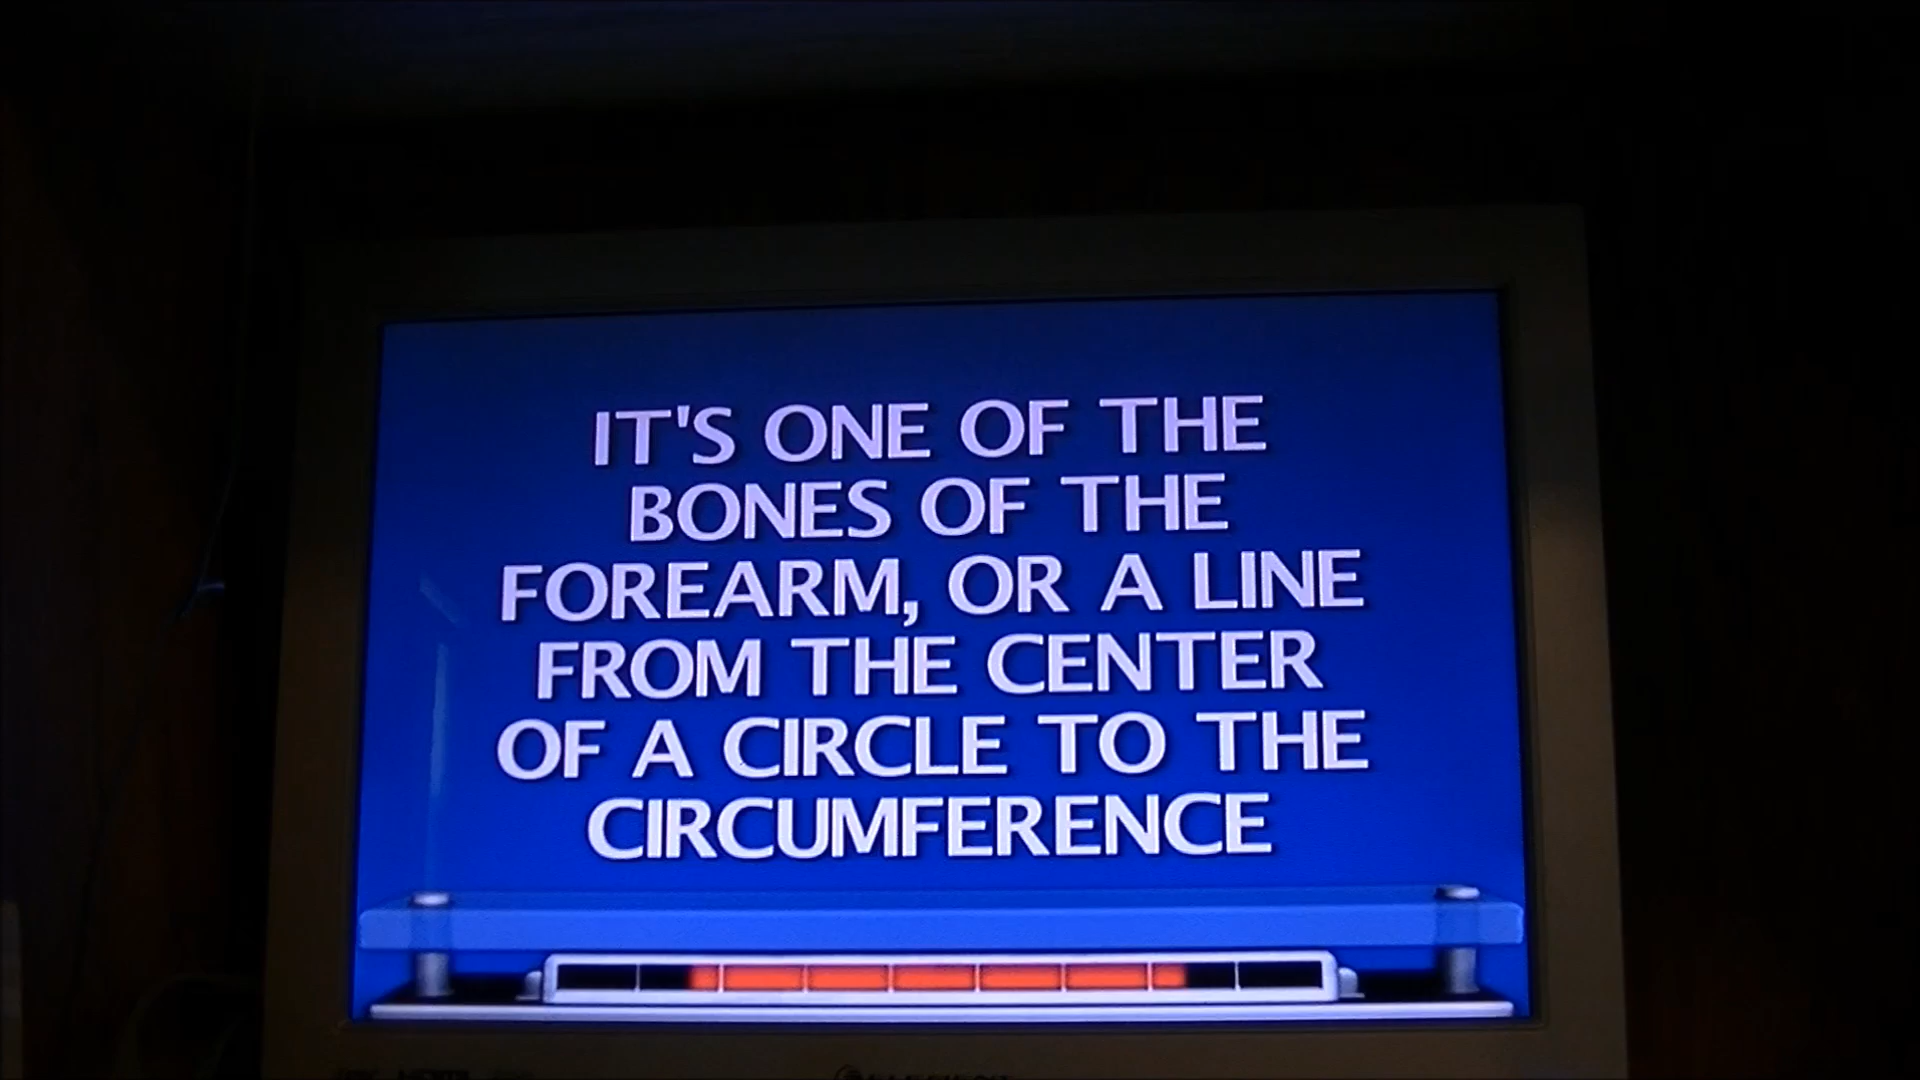 IT'S ONE OF THE
BONES OF THE
FOREARM, OR A LINE
FROM THE CENTER
OF A CIRCLE TO THE
CIRCUMFERENCE